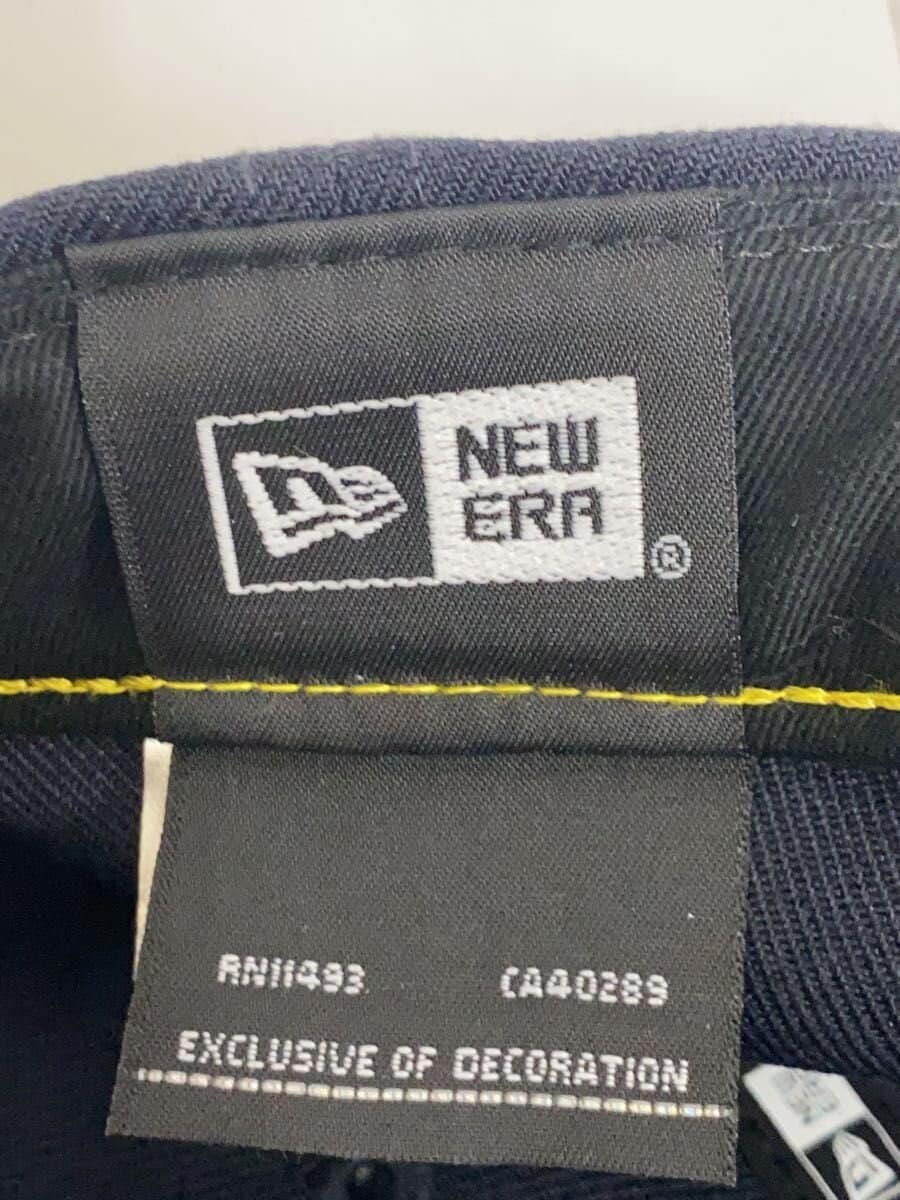 NEW
ERA
®
RN11493 CA40289
EXCLUSIVE OF DECORATION